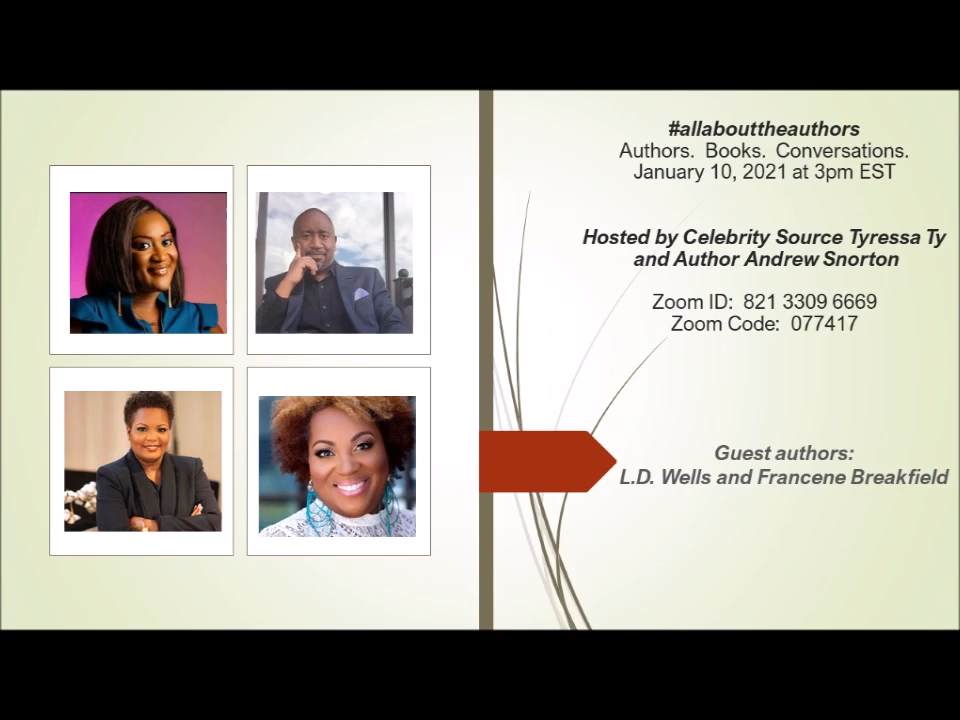 #allabouttheauthors
Authors.  Books.  Conversations.
January 10, 2021 at 3pm EST
Hosted by Celebrity Source Tyressa Ty
and Author Andrew Snorton
Zoom ID:  821 3309 6669
Zoom Code:  077417
Guest authors:
L.D. Wells and Francene Breakfield